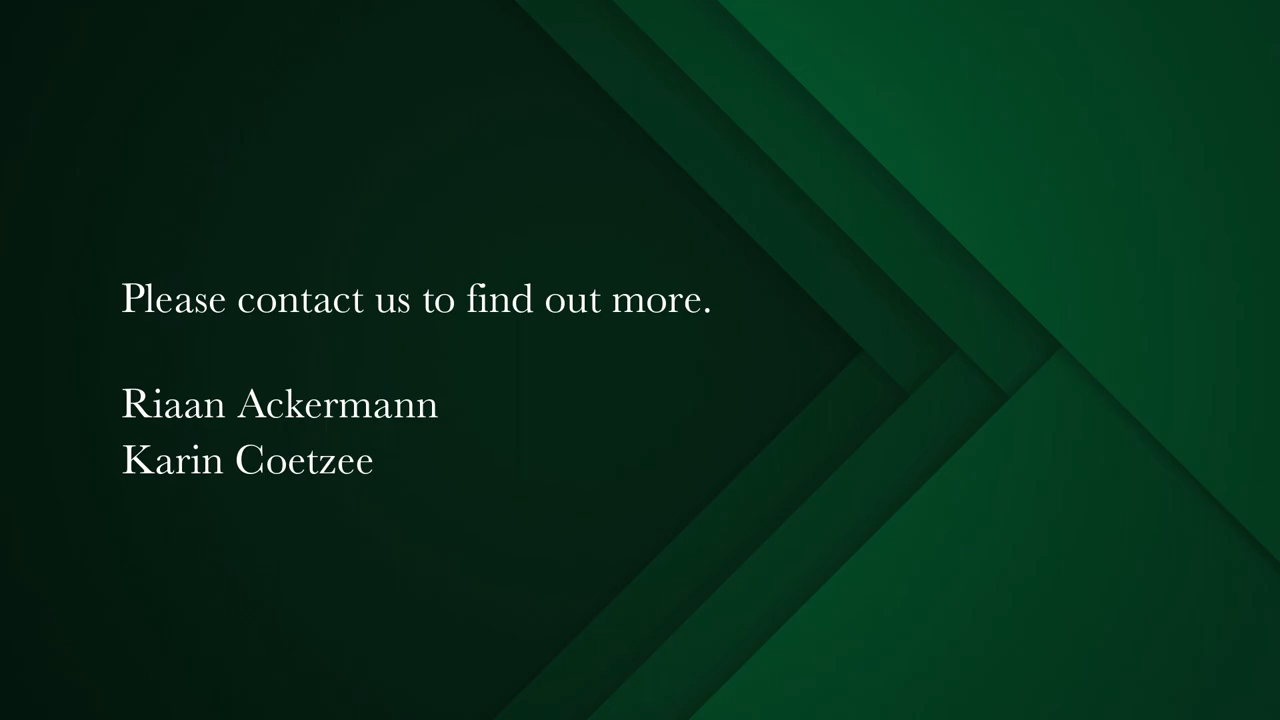 Please contact us to find out more.
Riaan Ackermann
Karin Coetzee